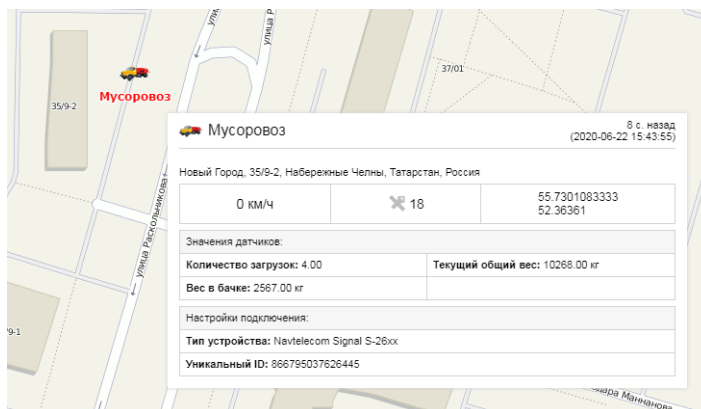 улица Р
ули
37/01
35/9-2
Мусоровоз
Мусоровоз
8 с. назад
(2020-06-22 15:43:55)
Новый Город, 35/9-2, Набережные Челны, Татарстан, Россия
0 км/ч
18
55.7301083333
52.36361
улица Раскольникова
Значения датчиков:
Количество загрузок: 4.00
Текущий общий вес: 10268.00 кг
Вес в бачке: 2567.00 кг
Настройки подключения:
Тип устройства: Navtelecom Signal S-26xx
Уникальный ID: 866795037626445
'9-1
Маннанова